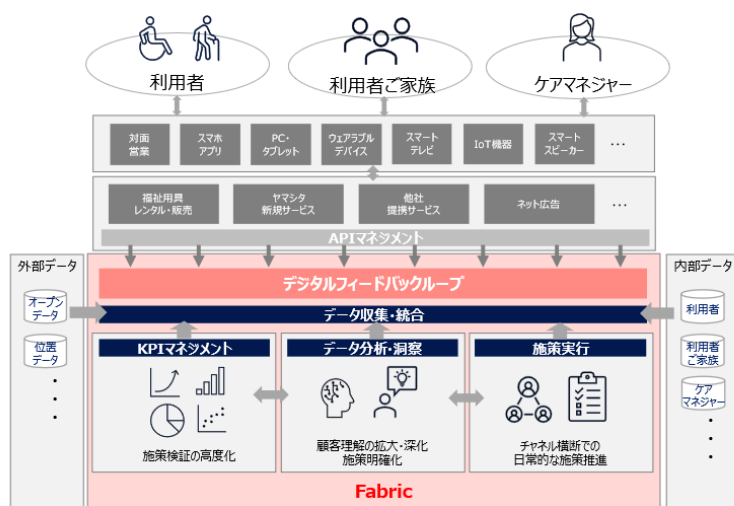 利用者
利用者ご家族
ケアマネジャー
対面
営業
スマホ
アプリ
PC・
タブレット
ウェアラブル
デバイス
スマート
テレビ
IoT機器
スマート
スピーカー
…
福祉用具
レンタル・販売
ヤマシタ
新規サービス
他社
提携サービス
ネット広告
…
APIマネジメント
外部データ
オープン
データ
位置
データ
・
・
・
デジタルフィードバックループ
データ収集・統合
KPIマネジメント
施策検証の高度化
データ分析・洞察
顧客理解の拡大・深化
施策明確化
施策実行
チャネル横断での
日常的な施策推進
Fabric
内部データ
利用者
利用者
ご家族
ケア
マネジャー
・
・
・